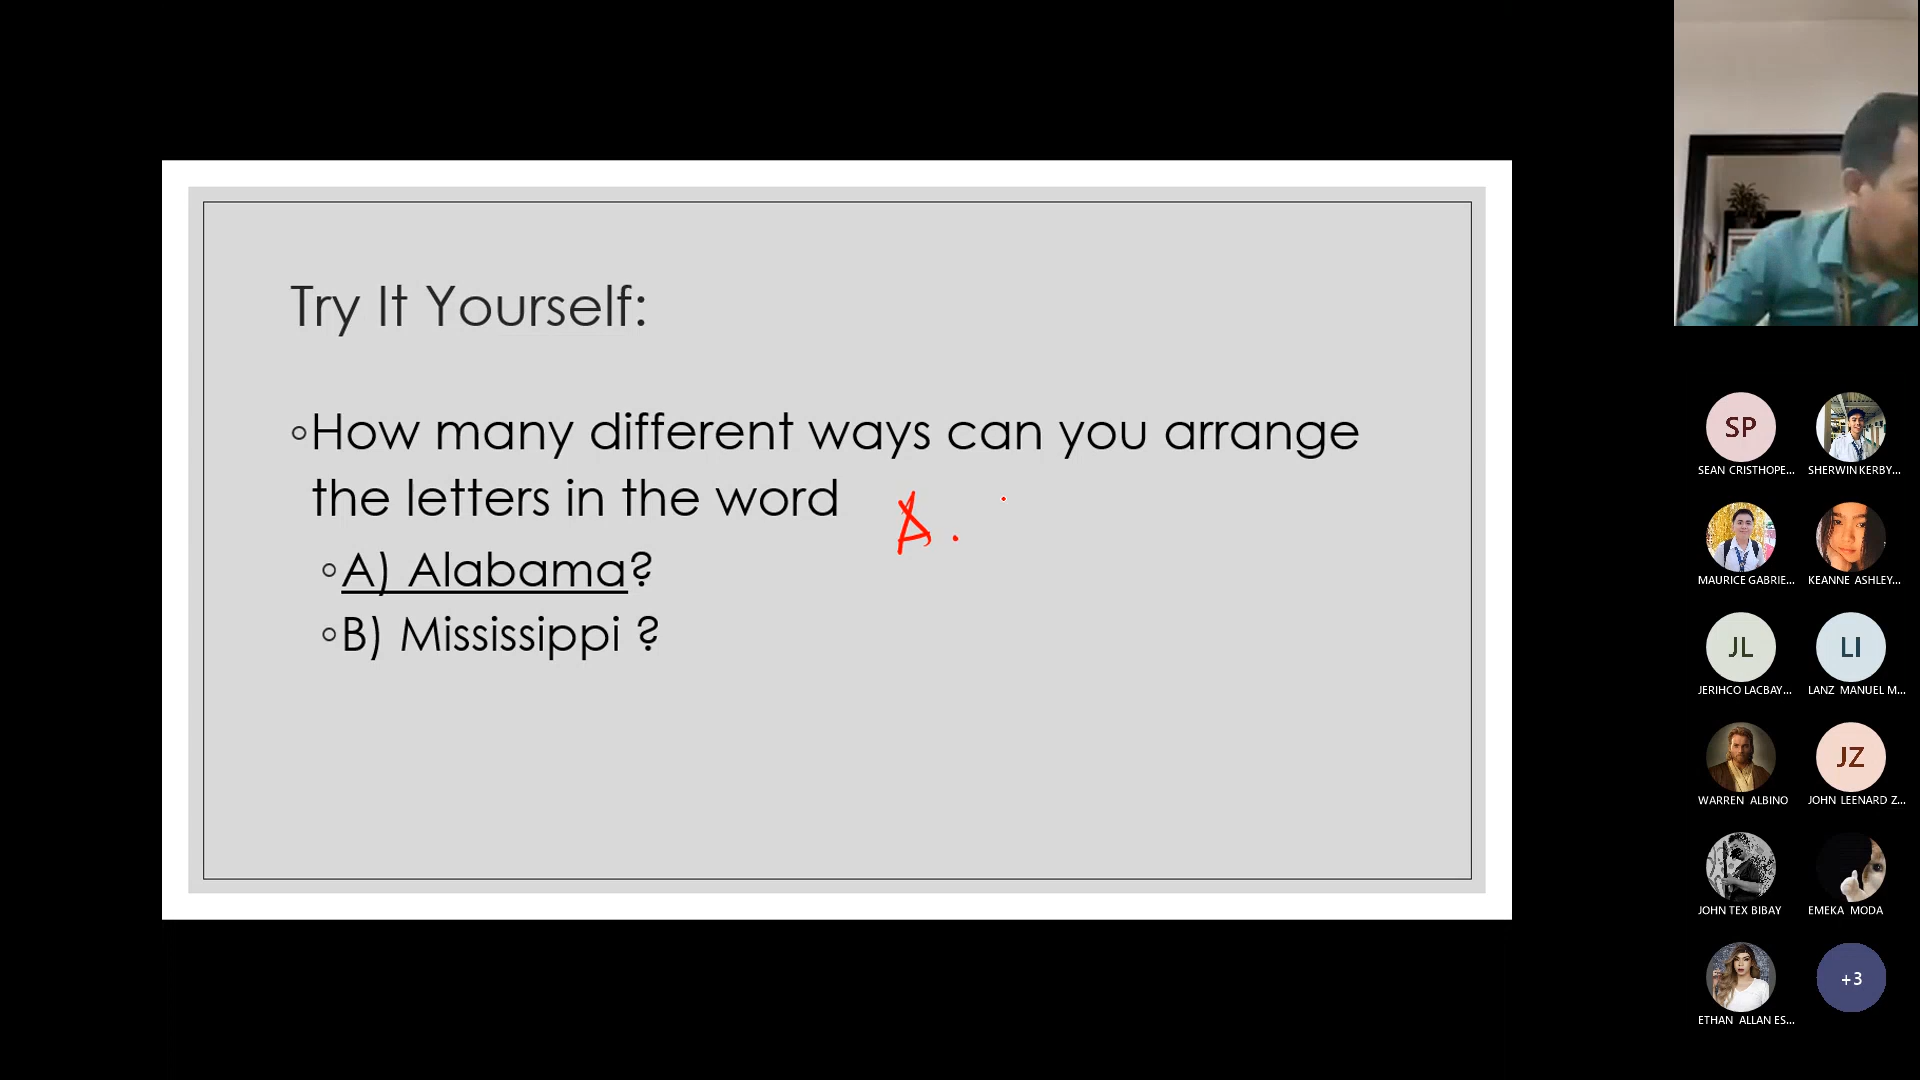 Try It Yourself:
◦How many different ways can you arrange
the letters in the word
A.
◦A) Alabama?
◦B) Mississippi ?
SP
SEAN CRISTHOPE...
SHERWIN KERBY...
MAURICE GABRIE...
KEANNE ASHLEY...
JL
JERIHCO LACBAY...
LI
LANZ MANUEL M...
WARREN ALBINO
JZ
JOHN LEENARD Z...
JOHN TEX BIBAY
EMEKA MODA
ETHAN ALLAN ES...
+3